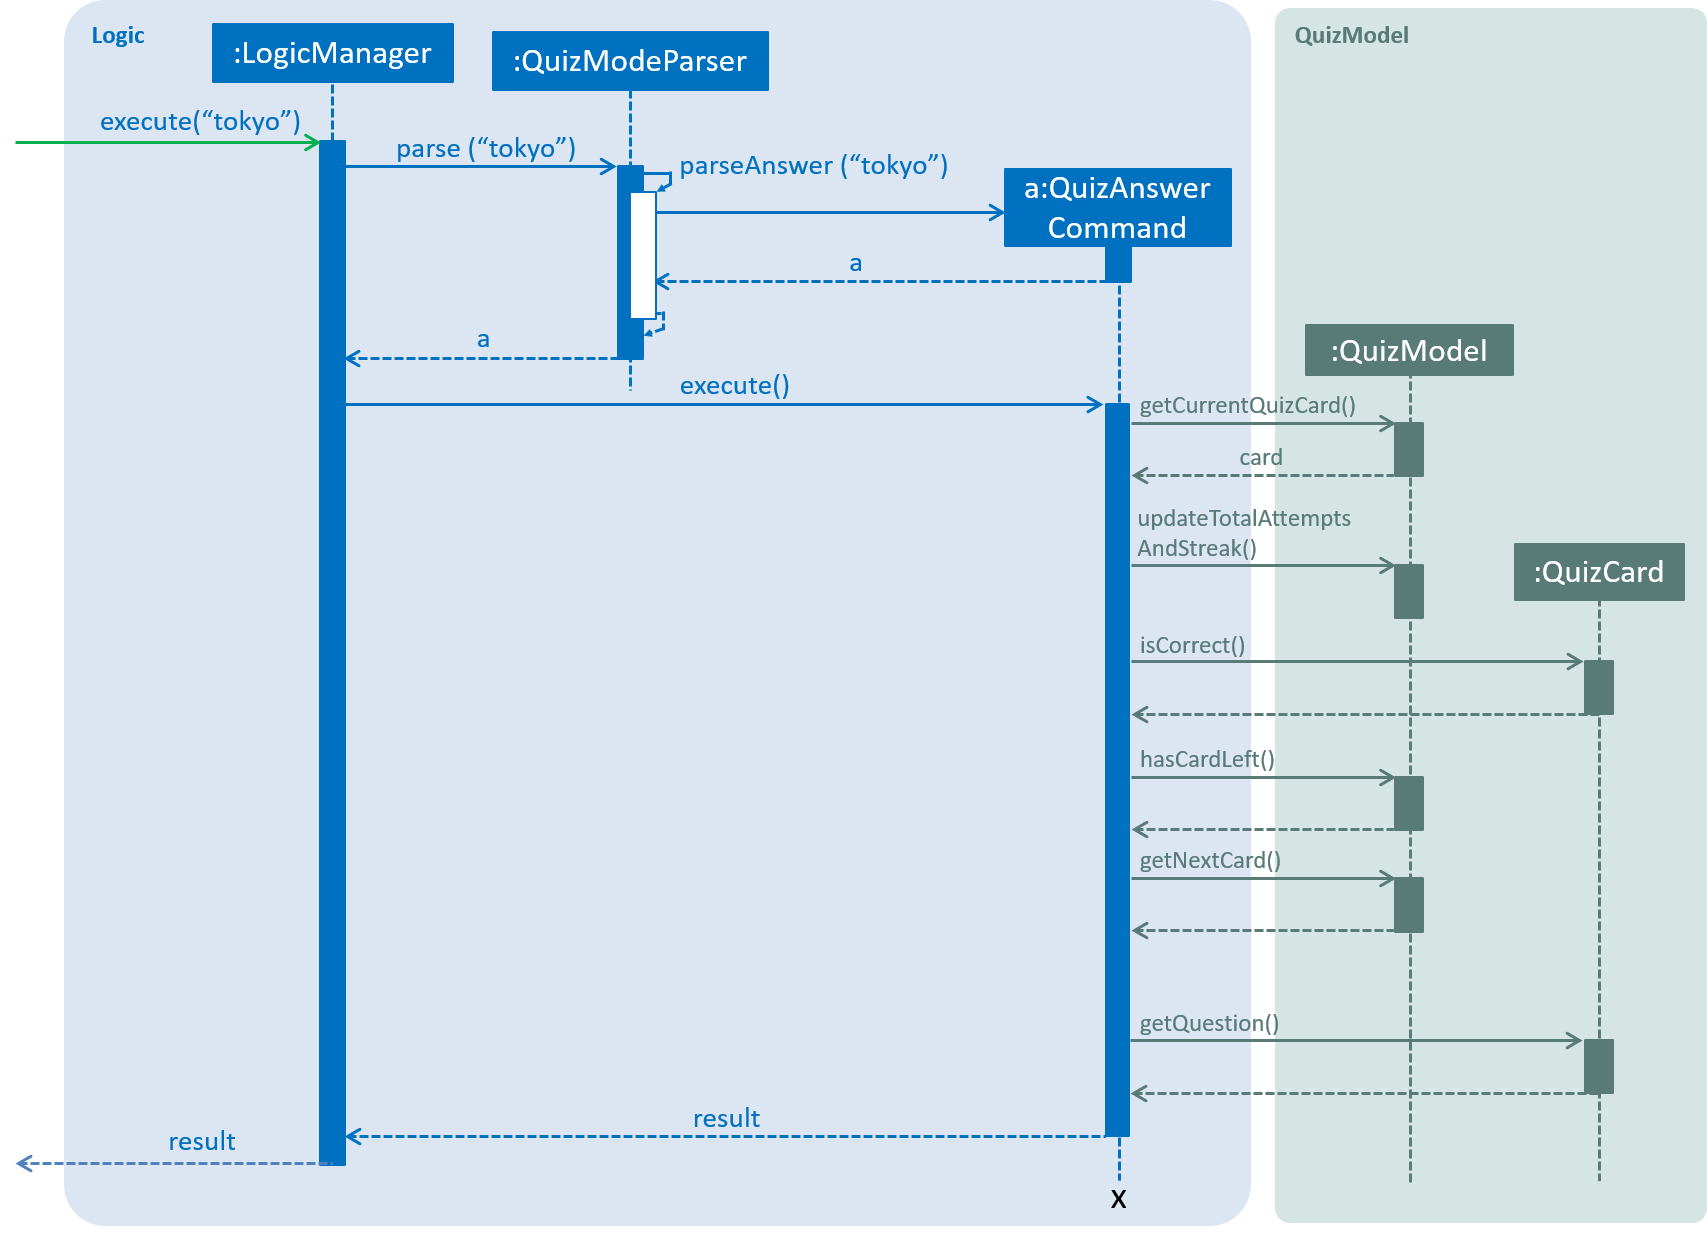 Logic
QuizModel
:LogicManager
:QuizModeParser
execute(“tokyo”)
parse (“tokyo”)
parseAnswer (“tokyo”)
a:QuizAnswer
Command
a
a
:QuizModel
execute()
getCurrentQuizCard()
card
updateTotalAttempts
AndStreak()
:QuizCard
isCorrect()
hasCardLeft()
getNextCard()
getQuestion()
result
result
X